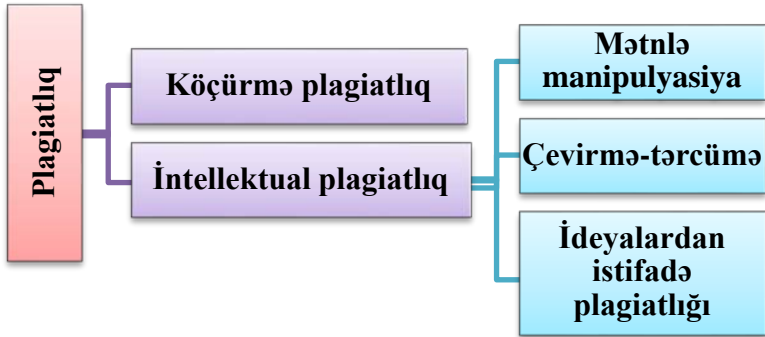 Plagiatlıq
Köçürmə plagiatlıq
İntellektual plagiatlıq
Mətnlə
manipulyasiya
Çevirmə-tərcümə
İdeyalardan
istifadə
plagiatlığı